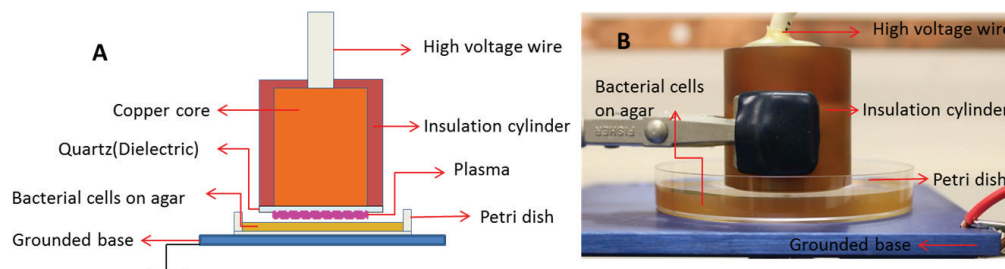 A
High voltage wire
Copper core
Insulation cylinder
Quartz(Dielectric)
Plasma
Bacterial cells on agar
Petri dish
Grounded base
B
High voltage wire
Bacterial cells
on agar
Insulation cylinder
FISHER
Petri dish
Grounded base